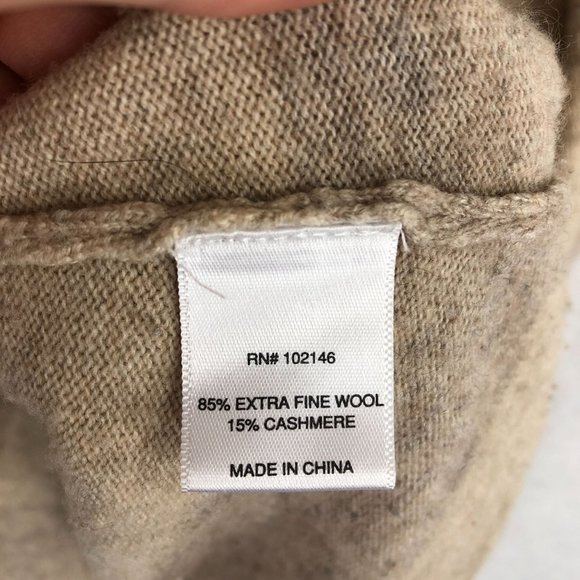 RN# 102146
85% EXTRA FINE WOOL
15% CASHMERE
MADE IN CHINA